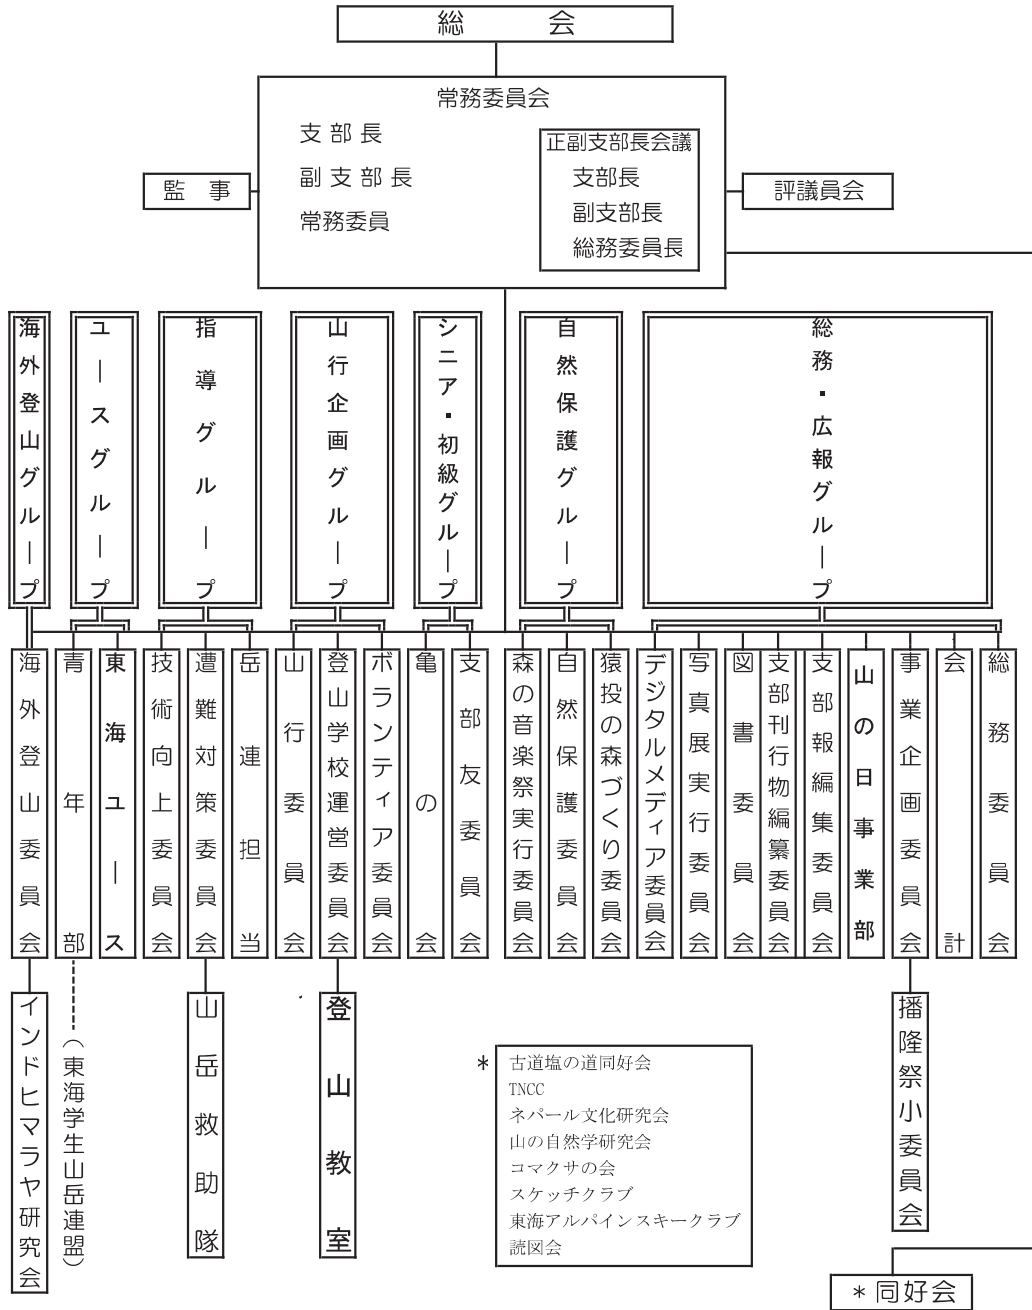 総　会
常務委員会
支 部 長
副 支 部 長
常務委員
正副支部長会議
支部長
副支部長
総務委員長
監　事
評議員会
海外登山グループ
ユースグループ
指導グループ
山行企画グループ
シニア・初級グループ
自然保護グループ
総務・広報グループ
海外登山委員会
青年部
東海ユース
技術向上委員会
遭難対策委員会
岳連担当
山行委員会
登山学校運営委員会
ボランティア委員会
亀の会
支部友委員会
森の音楽祭実行委員会
自然保護委員会
猿投の森づくり委員会
デジタルメディア委員会
写真展実行委員会
図書委員会
支部刊行物編纂委員会
支部報編集委員会
山の日事業部
事業企画委員会
会計
総務委員会
インドヒマラヤ研究会
（東海学生山岳連盟）
山岳救助隊
登山教室
播隆祭小委員会
* 古道塩の道同好会
TNCC
ネパール文化研究会
山の自然学研究会
コマクサの会
スケッチクラブ
東海アルパインスキークラブ
読図会
* 同好会